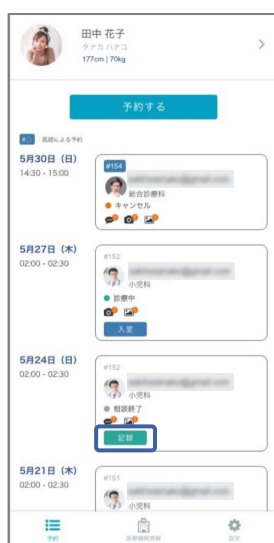 田中 花子
タナカ ハナコ
177cm | 70kg
予約する
#〇 : 医師による予約
5月30日（日）
14:30 - 15:00
#154
総合診療科
キャンセル
5月27日（木）
02:00 - 02:30
#152
小児科
診療中
入室
5月24日（日）
02:00 - 02:30
#152
小児科
相談終了
記録
5月21日（木）
02:00 - 02:30
#151
小児科
予約
医療機関情報
設定